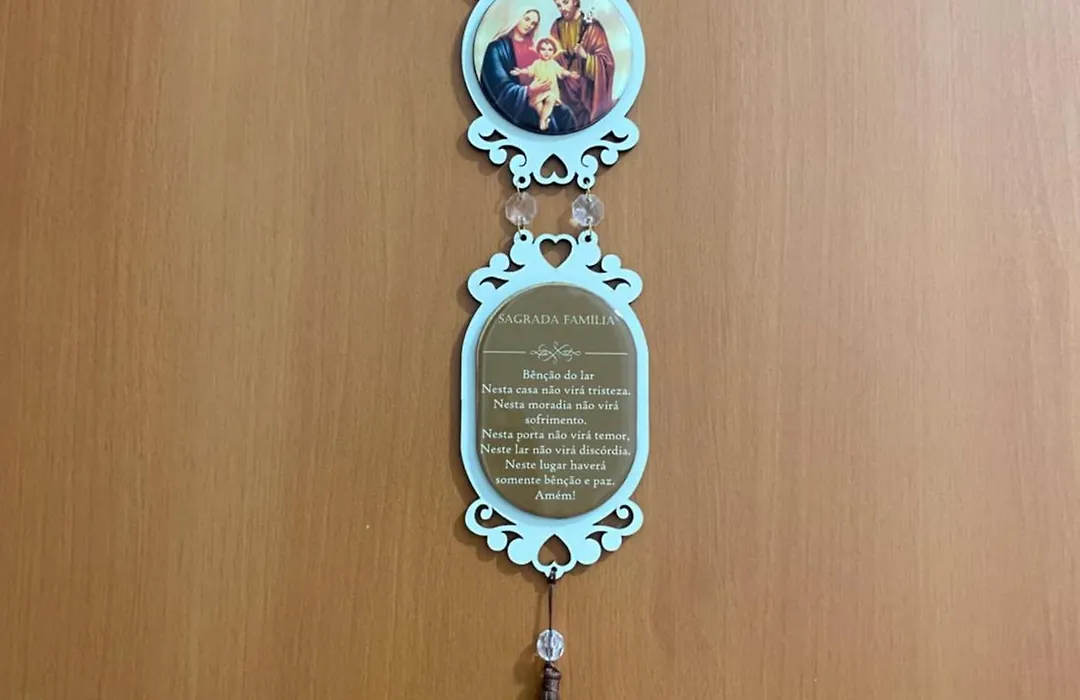 SAGRADA FAMÍLIA
Bênção do lar
Nesta casa não virá tristeza.
Nesta moradia não virá
sofrimento.
Nesta porta não virá temor,
Neste lar não virá discórdia.
Neste lugar haverá
somente bênção e paz.
Amém!